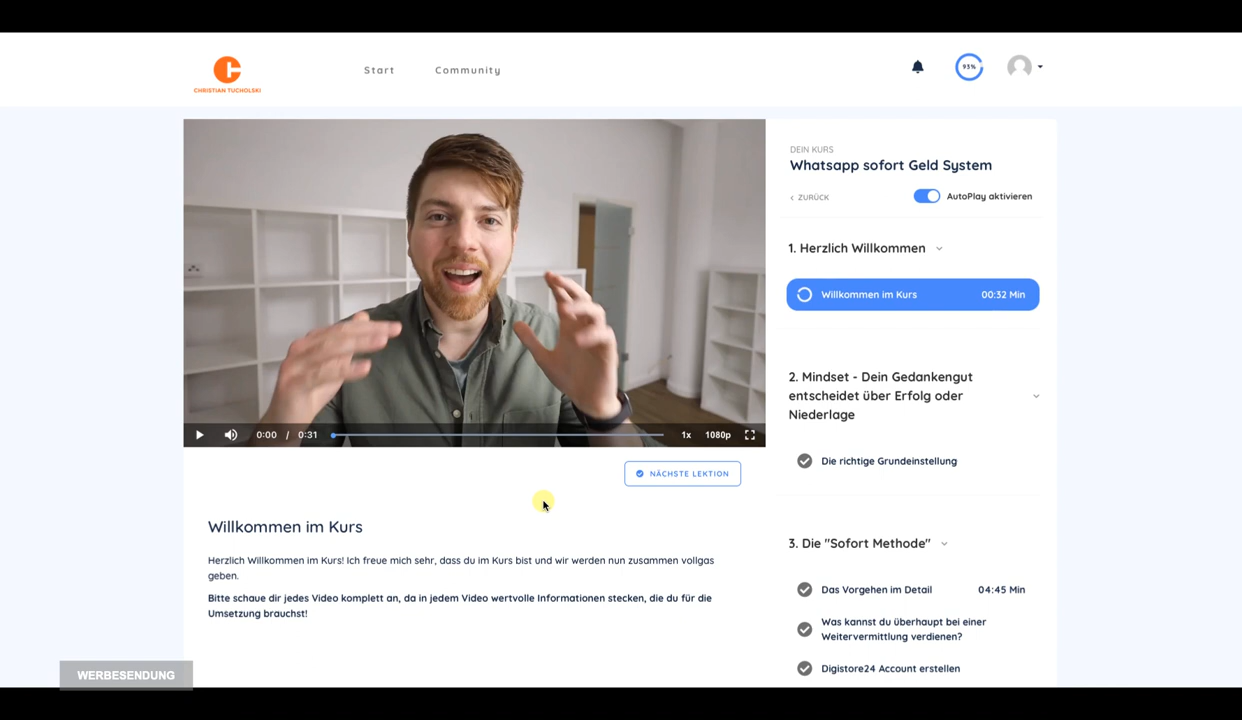 CHRISTIAN TUCHOLSKI
Start
Community
93%
DEIN KURS
Whatsapp sofort Geld System
ZURÜCK
AutoPlay aktivieren
1. Herzlich Willkommen
Willkommen im Kurs 00:32 Min
2. Mindset - Dein Gedankengut
entscheidet über Erfolg oder
Niederlage
Die richtige Grundeinstellung
3. Die "Sofort Methode"
Das Vorgehen im Detail 04:45 Min
Was kannst du überhaupt bei einer
Weitervermittlung verdienen?
Digistore24 Account erstellen
0:00 / 0:31
1x
1080p
NÄCHSTE LEKTION
Willkommen im Kurs
Herzlich Willkommen im Kurs! Ich freue mich sehr, dass du im Kurs bist und wir werden nun zusammen vollgas
geben.
Bitte schaue dir jedes Video komplett an, da in jedem Video wertvolle Informationen stecken, die du für die
Umsetzung brauchst!
WERBESENDUNG